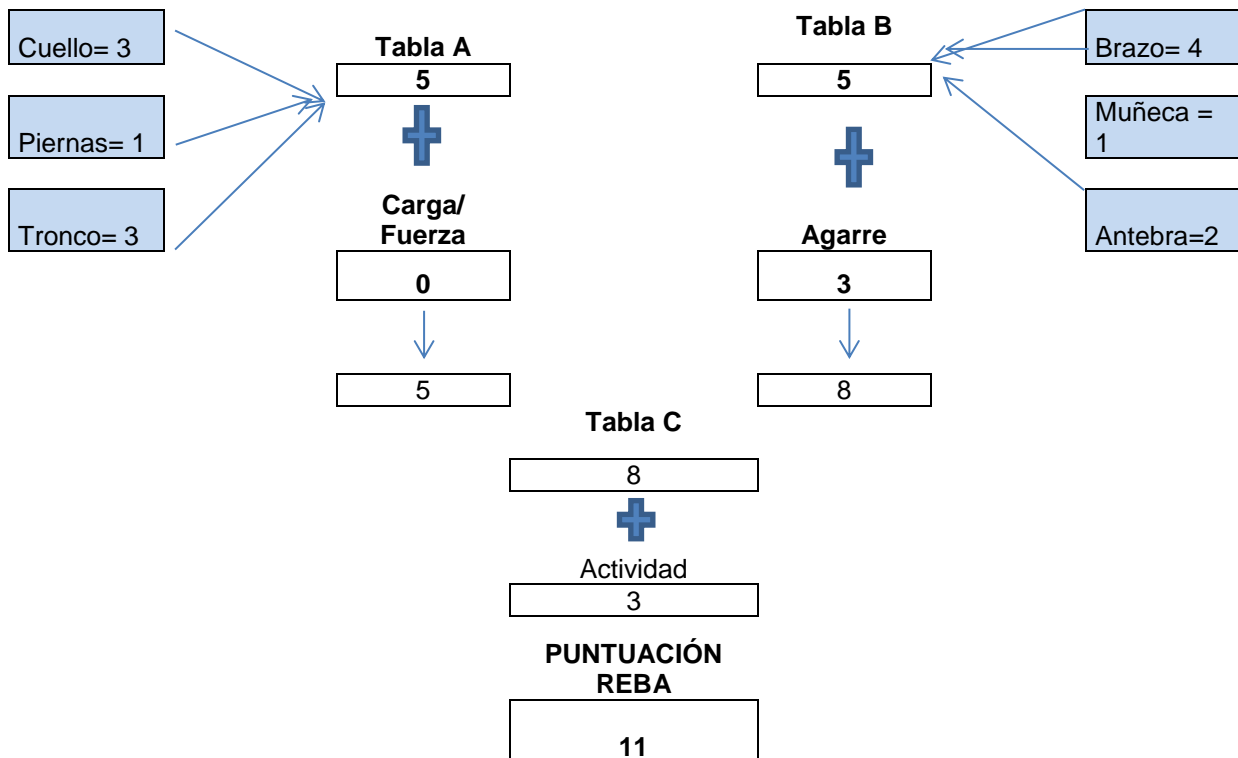 Cuello= 3
Piernas= 1
Tronco= 3
Tabla A
5
Carga/
Fuerza
0
5
Tabla B
5
Agarre
3
8
Brazo= 4
Muñeca =
1
Antebra=2
Tabla C
8
Actividad
3
PUNTUACIÓN
REBA
11